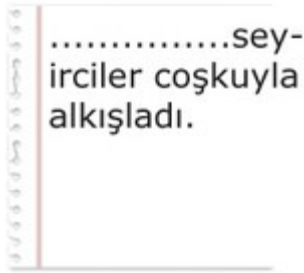 ...............sey-
irciler coşkuyla
alkışladı.